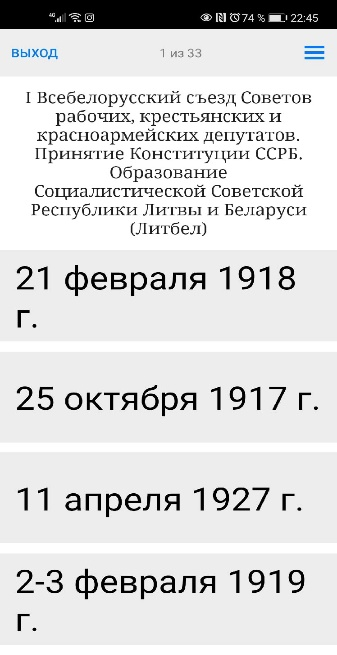 4G 74 % 22:45
ВЫХОД 1 из 33
I Всебелорусский съезд Советов
рабочих, крестьянских и
красноармейских депутатов.
Принятие Конституции ССРБ.
Образование
Социалистической Советской
Республики Литвы и Беларуси
(Литбел)
21 февраля 1918
г.
25 октября 1917 г.
11 апреля 1927 г.
2-3 февраля 1919
г.